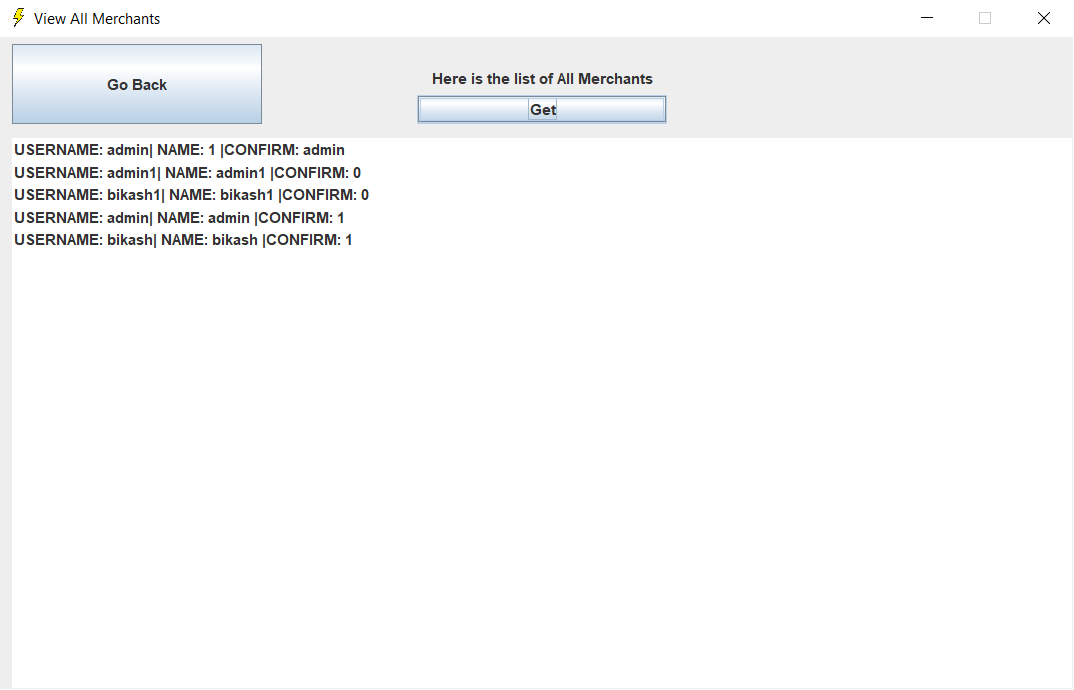 View All Merchants
Go Back
Here is the list of All Merchants
Get
USERNAME: admin| NAME: 1 |CONFIRM: admin
USERNAME: admin1| NAME: admin1 |CONFIRM: 0
USERNAME: bikash1| NAME: bikash1 |CONFIRM: 0
USERNAME: admin| NAME: admin |CONFIRM: 1
USERNAME: bikash| NAME: bikash |CONFIRM: 1